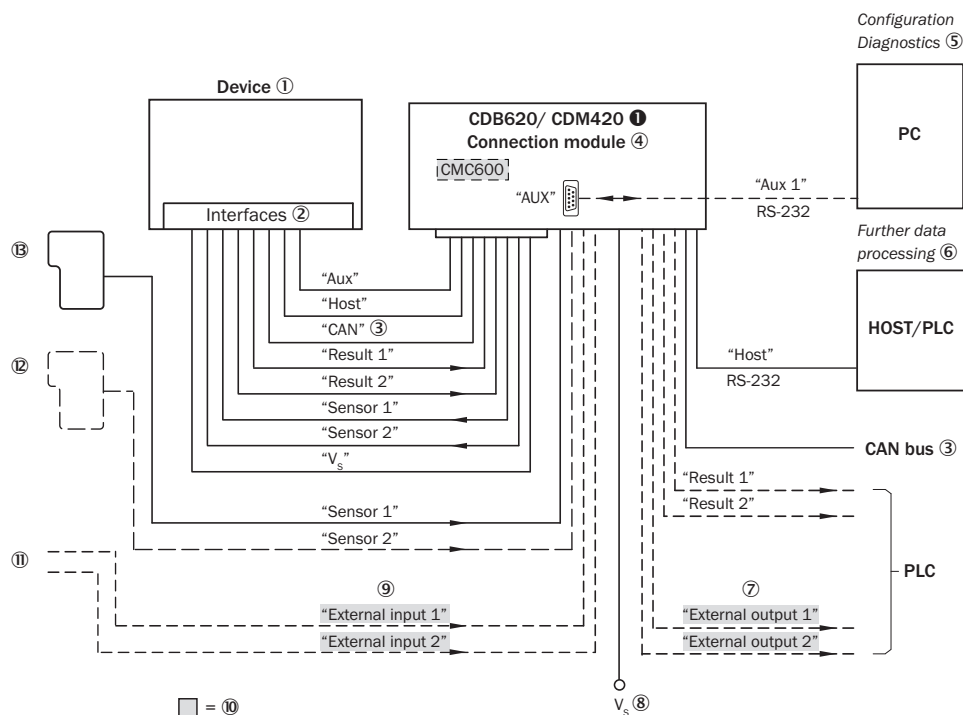 Configuration
Diagnostics ⑤
Device ①
CDB620/ CDM420 ❶
Connection module ④
PC
CMC600
"AUX"
"Aux 1"
RS-232
Interfaces ②
Further data
processing ⑥
⑬
"Aux"
"Host"
"CAN" ③
HOST/PLC
"Result 1"
"Host"
RS-232
⑫
"Result 2"
"Sensor 1"
"Sensor 2"
CAN bus ③
"Vs"
"Result 1"
"Result 2"
"Sensor 1"
"Sensor 2"
⑪
PLC
⑨
⑦
"External input 1"
"External output 1"
"External input 2"
"External output 2"
= ⑩
Vs ⑧